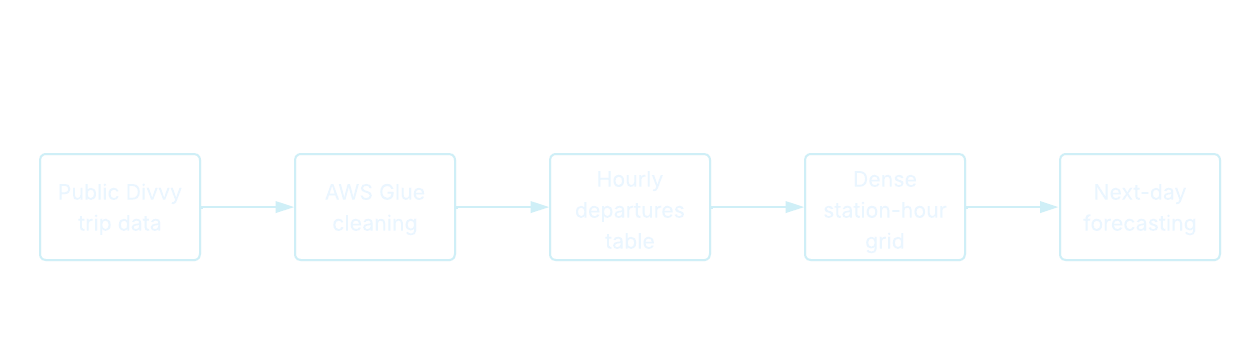 Public Divvy
trip data
AWS Glue
cleaning
Hourly
departures
table
Dense
station-hour
grid
Next-day
forecasting